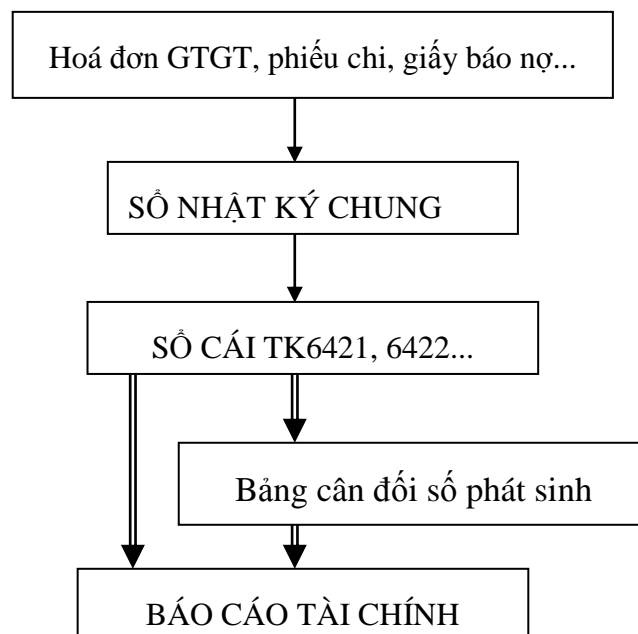 Hoá đơn GTGT, phiếu chi, giấy báo nợ...
SỔ NHẬT KÝ CHUNG
SỔ CÁI TK6421, 6422...
Bảng cân đối số phát sinh
BÁO CÁO TÀI CHÍNH